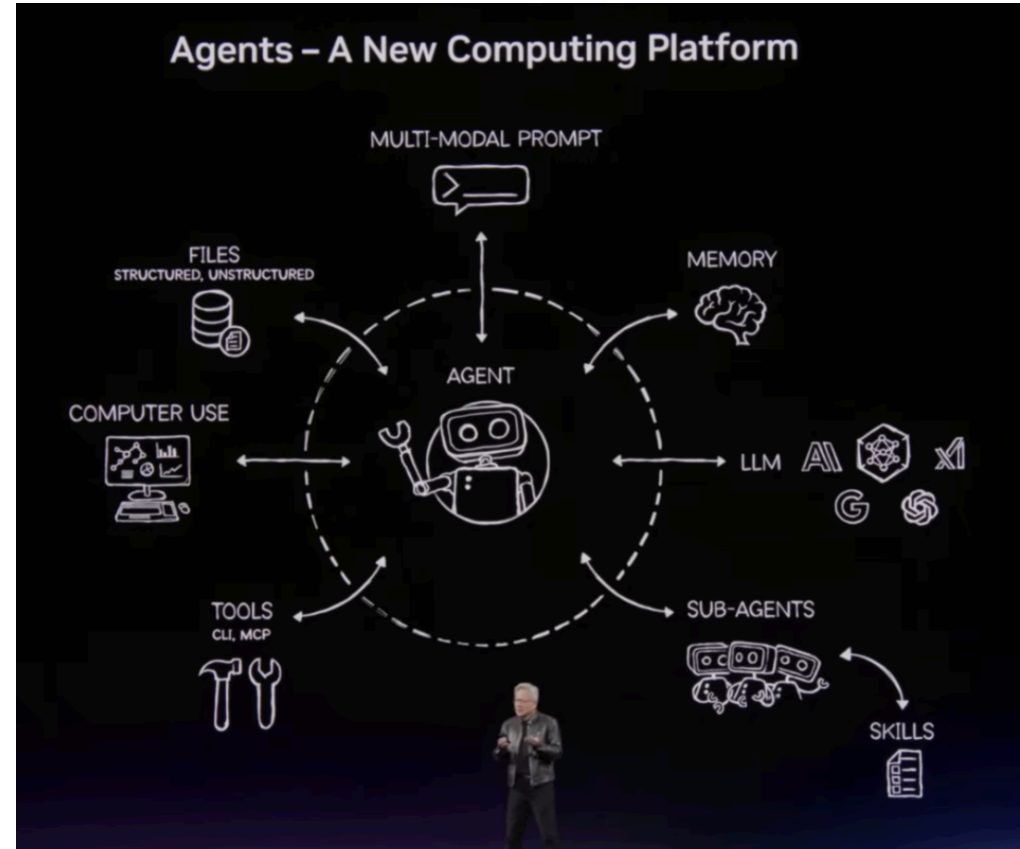 Agents – A New Computing Platform
MULTI-MODAL PROMPT
FILES
STRUCTURED, UNSTRUCTURED
MEMORY
AGENT
COMPUTER USE
LLM
TOOLS
CLI, MCP
SUB-AGENTS
SKILLS